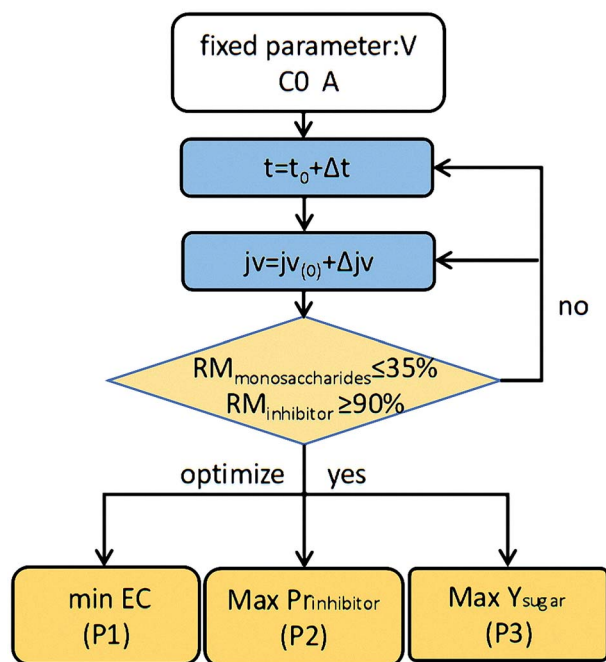 fixed parameter:V
C0 A
t=t₀+Δt
jv=jv₍₀₎+Δjv
no
RMmonosaccharides≤35%
RMinhibitor ≥90%
optimize yes
min EC
(P1)
Max Prinhibitor
(P2)
Max Ysugar
(P3)